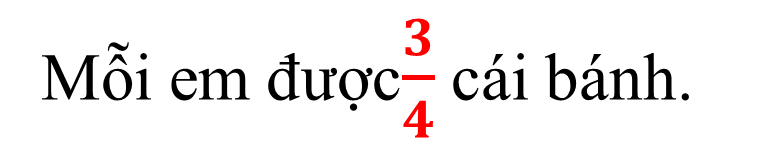 Mỗi em được 3/4 cái bánh.